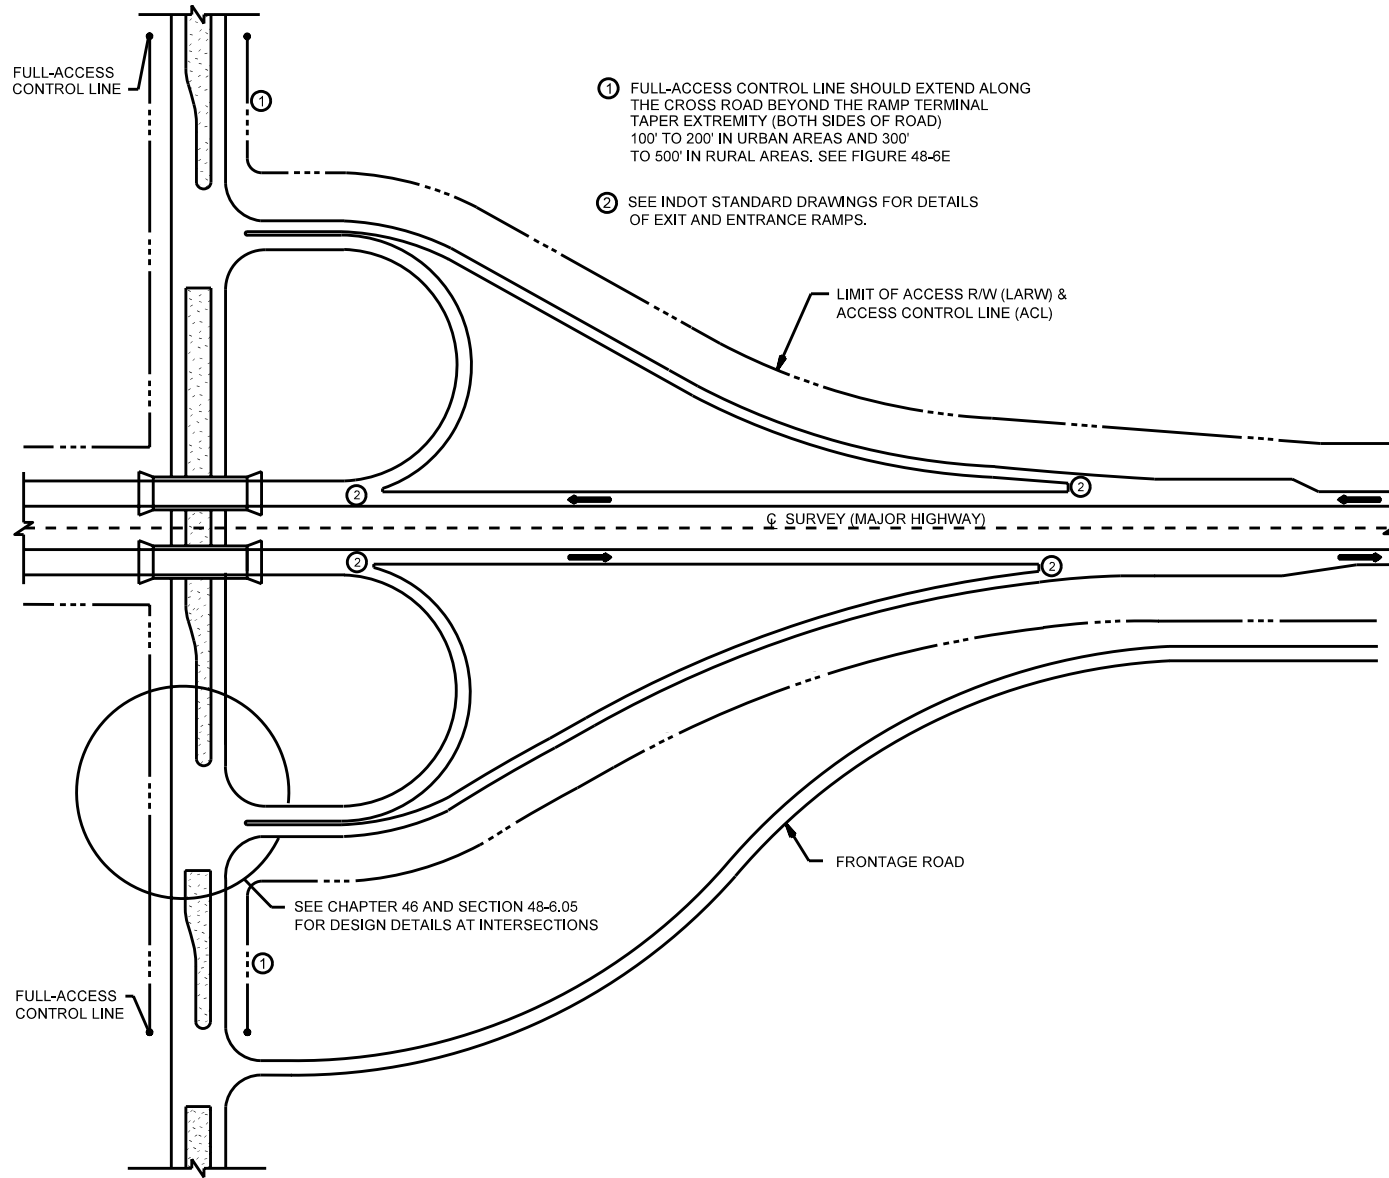 FULL-ACCESS
CONTROL LINE
1
1 FULL-ACCESS CONTROL LINE SHOULD EXTEND ALONG
THE CROSS ROAD BEYOND THE RAMP TERMINAL
TAPER EXTREMITY (BOTH SIDES OF ROAD)
100' TO 200' IN URBAN AREAS AND 300'
TO 500' IN RURAL AREAS. SEE FIGURE 48-6E
2 SEE INDOT STANDARD DRAWINGS FOR DETAILS
OF EXIT AND ENTRANCE RAMPS.
LIMIT OF ACCESS R/W (LARW) &
ACCESS CONTROL LINE (ACL)
2
2
℄ SURVEY (MAJOR HIGHWAY)
2
2
FRONTAGE ROAD
SEE CHAPTER 46 AND SECTION 48-6.05
FOR DESIGN DETAILS AT INTERSECTIONS
1
FULL-ACCESS
CONTROL LINE